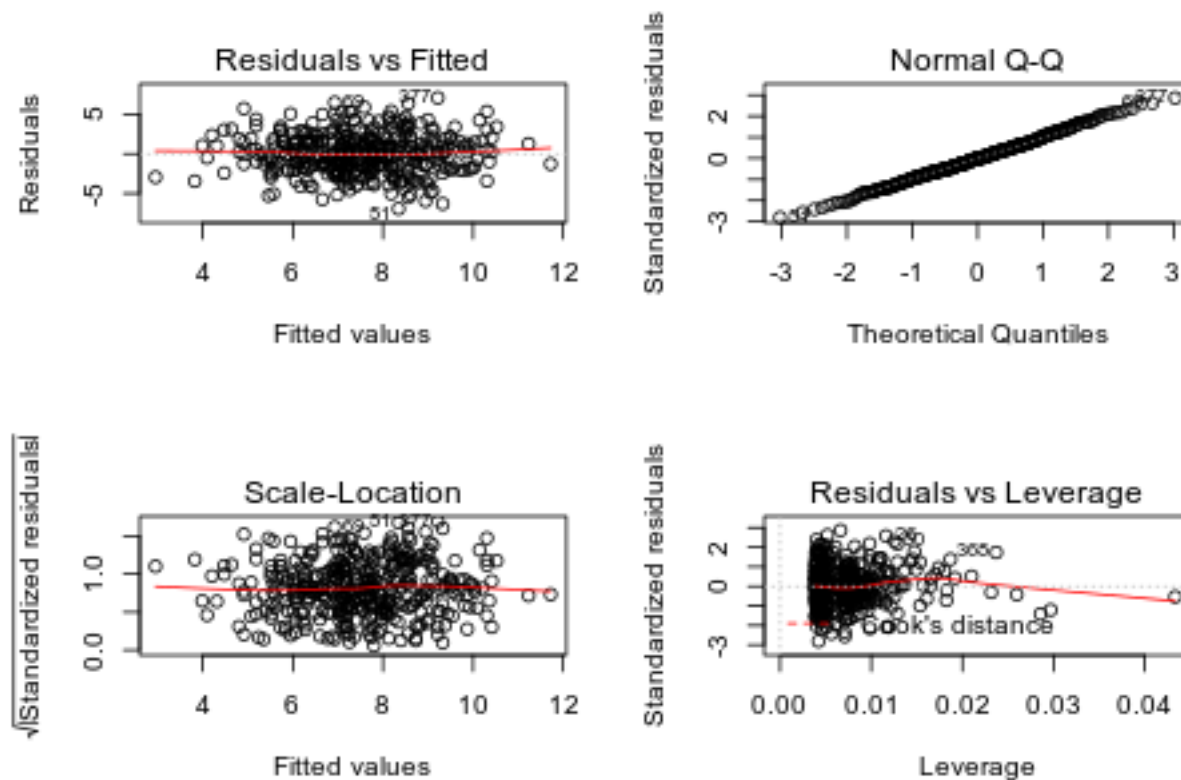 Residuals vs Fitted
Residuals
5
-5
377
51
4 6 8 10 12
Fitted values
Normal Q-Q
Standardized residuals
2
0
-3
377
-3 -2 -1 0 1 2 3
Theoretical Quantiles
Scale-Location
√|Standardized residuals|
1.0
0.0
51 377
4 6 8 10 12
Fitted values
Residuals vs Leverage
Standardized residuals
2
0
-3
365
Cook's distance
0.00 0.01 0.02 0.03 0.04
Leverage